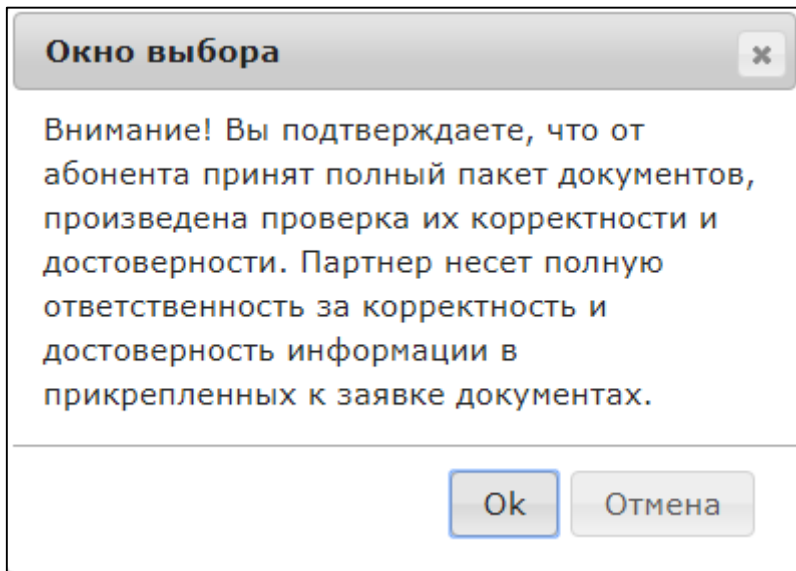 Окно выбора
Внимание! Вы подтверждаете, что от
абонента принят полный пакет документов,
произведена проверка их корректности и
достоверности. Партнер несет полную
ответственность за корректность и
достоверность информации в
прикрепленных к заявке документах.
Ok Отмена